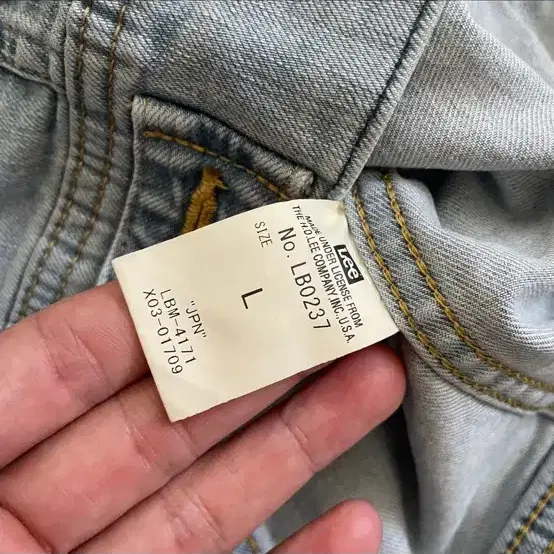 Lee
MADE UNDER LICENSE FROM
THE H.D.LEE COMPANY, INC., U.S.A.
No. LB0237
SIZE
L
"JPN"
LBM-4171
X03-01709